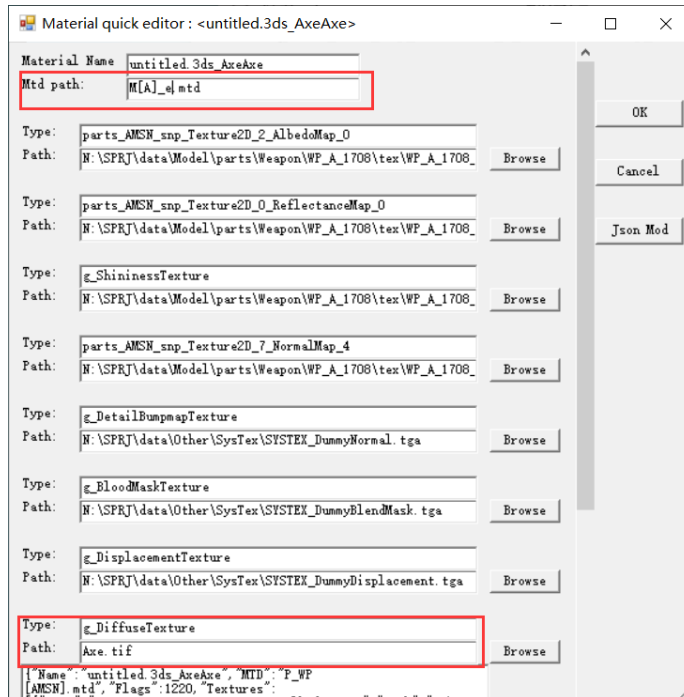 Material quick editor : <untitled.3ds_AxeAxe>
Material Name untitled.3ds_AxeAxe
Mtd path: M[A]_e.mtd
OK
Type: parts_AMSN_snp_Texture2D_2_AlbedoMap_0
Path: N:\SPRJ\data\Model\parts\Weapon\WP_A_1708\tex\WP_A_1708_ Browse
Cancel
Type: parts_AMSN_snp_Texture2D_0_ReflectanceMap_0
Path: N:\SPRJ\data\Model\parts\Weapon\WP_A_1708\tex\WP_A_1708_ Browse
Json Mod
Type: g_ShininessTexture
Path: N:\SPRJ\data\Model\parts\Weapon\WP_A_1708\tex\WP_A_1708_ Browse
Type: parts_AMSN_snp_Texture2D_7_NormalMap_4
Path: N:\SPRJ\data\Model\parts\Weapon\WP_A_1708\tex\WP_A_1708_ Browse
Type: g_DetailBumpmapTexture
Path: N:\SPRJ\data\Other\SysTex\SYSTEX_DummyNormal.tga Browse
Type: g_BloodMaskTexture
Path: N:\SPRJ\data\Other\SysTex\SYSTEX_DummyBlendMask.tga Browse
Type: g_DisplacementTexture
Path: N:\SPRJ\data\Other\SysTex\SYSTEX_DummyDisplacement.tga Browse
Type: g_DiffuseTexture
Path: Axe.tif Browse
{"Name":"untitled.3ds_AxeAxe","MTD":"P_WP
[AMSN].mtd","Flags":1220,"Textures":